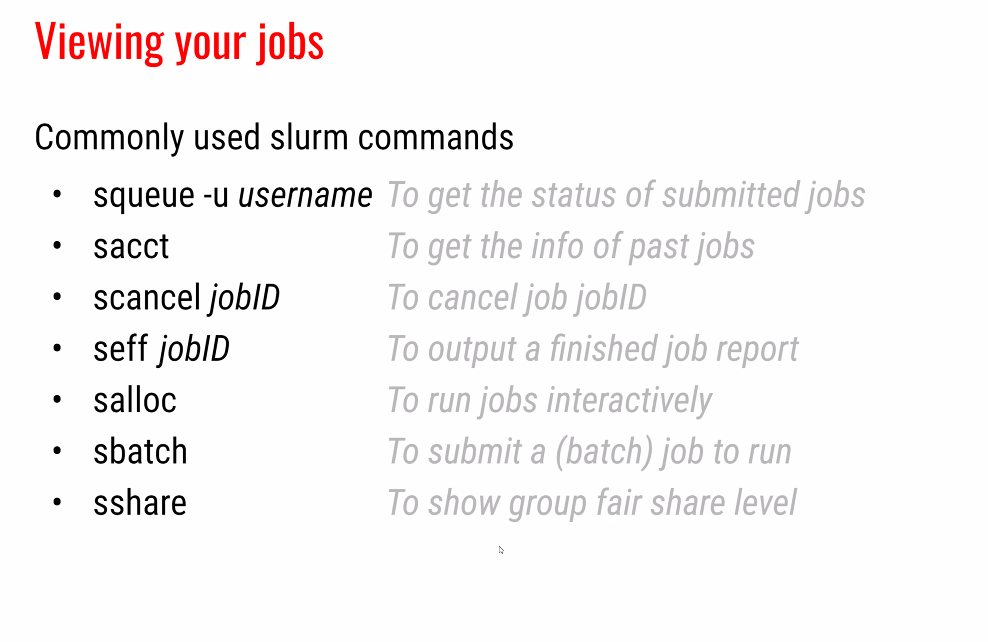 Viewing your jobs
Commonly used slurm commands
• squeue -u username To get the status of submitted jobs
• sacct To get the info of past jobs
• scancel jobID To cancel job jobID
• seff jobID To output a finished job report
• salloc To run jobs interactively
• sbatch To submit a (batch) job to run
• sshare To show group fair share level